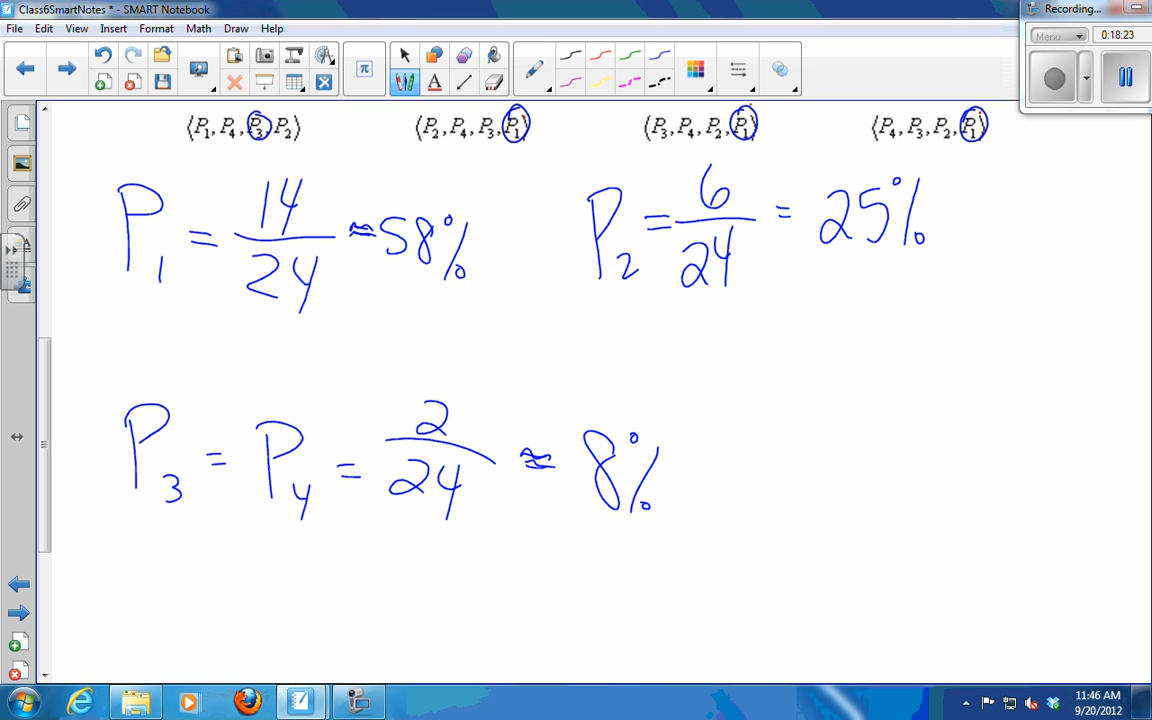 Class6SmartNotes * - SMART Notebook
Recording...
File Edit View Insert Format Math Draw Help
Menu
0:18:23
π
A
⟨P₁, P₄, P₃, P₂⟩ ⟨P₂, P₄, P₃, P₁⟩ ⟨P₃, P₄, P₂, P₁⟩ ⟨P₄, P₃, P₂, P₁⟩
P₁ = 14/24 ≈ 58% P₂ = 6/24 = 25%
P₃ = P₄ = 2/24 ≈ 8%
11:46 AM
9/20/2012